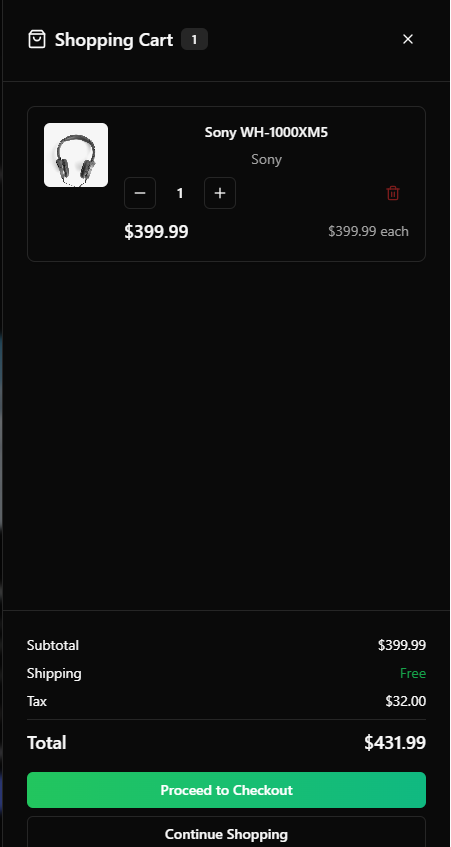 Shopping Cart 1
Sony WH-1000XM5
Sony
1
$399.99 $399.99 each
Subtotal $399.99
Shipping Free
Tax $32.00
Total $431.99
Proceed to Checkout
Continue Shopping